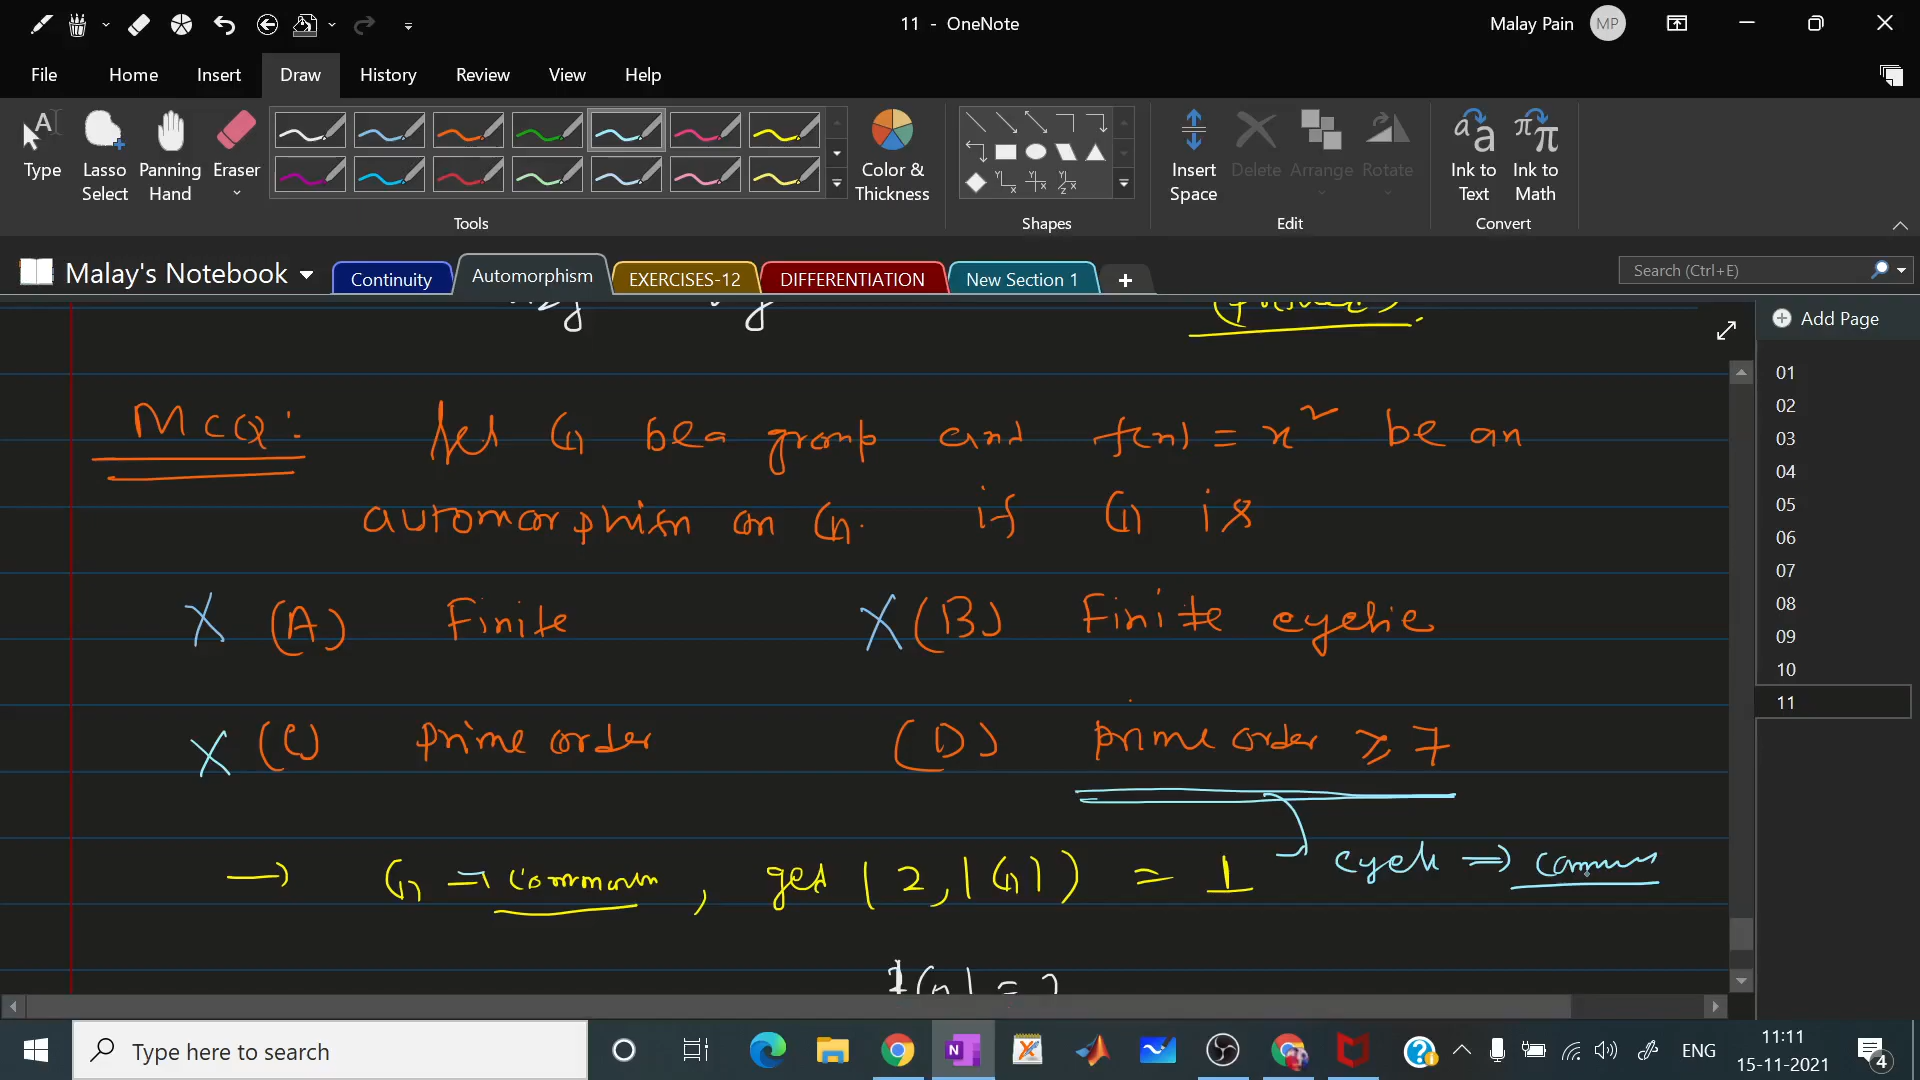 11 - OneNote
Malay Pain MP
File Home Insert Draw History Review View Help
Type Lasso Select Panning Hand Eraser Color & Thickness Insert Space Delete Arrange Rotate Ink to Text Ink to Math
Tools Shapes Edit Convert
Malay's Notebook Continuity Automorphism EXERCISES-12 DIFFERENTIATION New Section 1 + Search (Ctrl+E)
Add Page
01
02
03
04
05
06
07
08
09
10
11
MCQ: Let G be a group and f(x) = x² be an
automorphism on G. if G is
X (A) Finite X (B) Finite cyclic
X (C) prime order (D) prime order ≥ 7
→ G → commun, gcd (2, |G|) = 1 cycli ⇒ commu
f(x) = 
Type here to search
ENG 11:11 15-11-2021 4